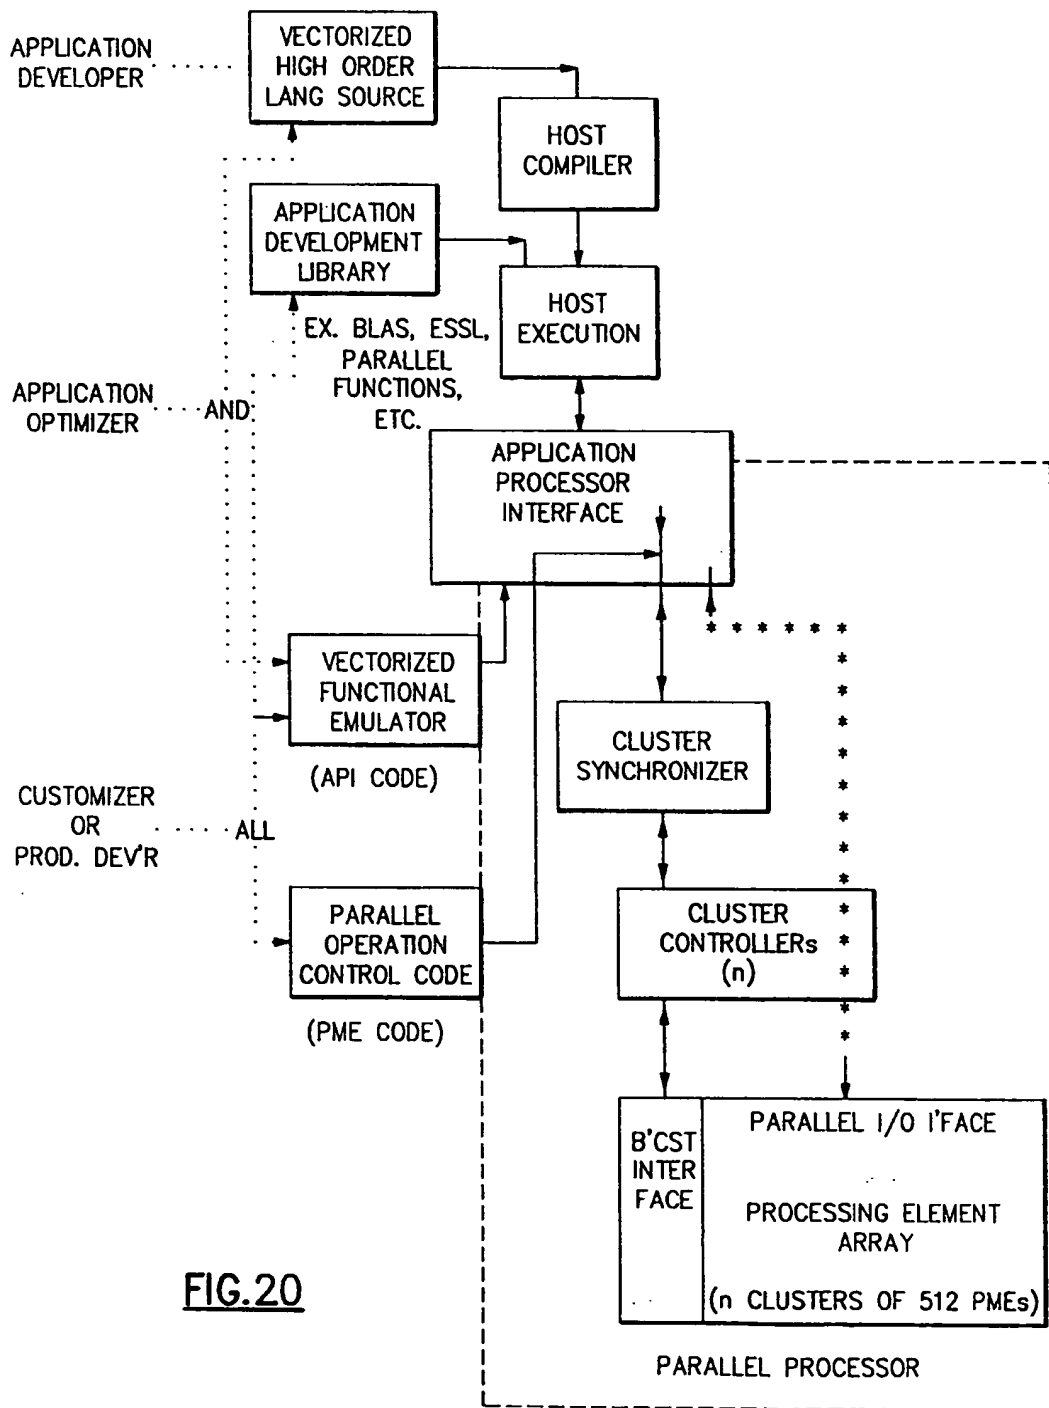 APPLICATION
DEVELOPER
VECTORIZED
HIGH ORDER
LANG SOURCE
HOST
COMPILER
APPLICATION
DEVELOPMENT
LIBRARY
HOST
EXECUTION
EX. BLAS, ESSL,
PARALLEL
FUNCTIONS,
ETC.
APPLICATION
OPTIMIZER
AND
APPLICATION
PROCESSOR
INTERFACE
VECTORIZED
FUNCTIONAL
EMULATOR
(API CODE)
CLUSTER
SYNCHRONIZER
CUSTOMIZER
OR
PROD. DEV'R
ALL
PARALLEL
OPERATION
CONTROL CODE
(PME CODE)
CLUSTER
CONTROLLERs
(n)
B'CST
INTER
FACE
PARALLEL I/O I'FACE
PROCESSING ELEMENT
ARRAY
(n CLUSTERS OF 512 PMEs)
FIG.20
PARALLEL PROCESSOR